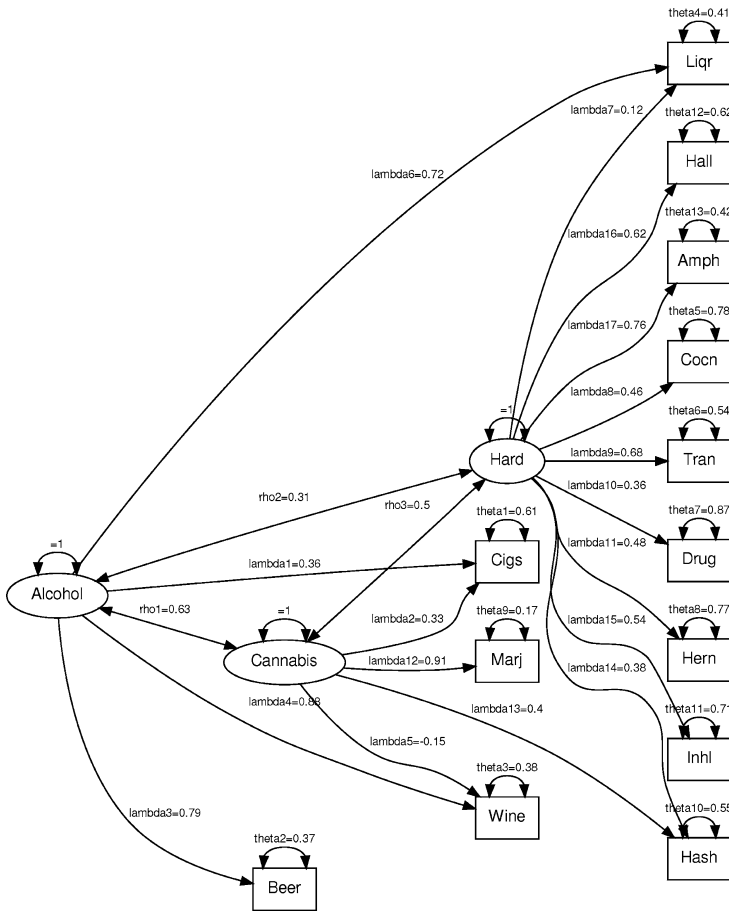 theta4=0.41
Liqr
lambda7=0.12
theta12=0.62
Hall
lambda6=0.72
lambda16=0.62
theta13=0.42
Amph
lambda17=0.76
theta5=0.78
Cocn
lambda8=0.46
=1
theta6=0.54
Hard
lambda9=0.68
Tran
lambda10=0.36
rho2=0.31
rho3=0.5
theta1=0.61
theta7=0.87
lambda11=0.48
=1
lambda1=0.36
Cigs
Drug
Alcohol
rho1=0.63
=1
lambda2=0.33
theta9=0.17
lambda15=0.54
theta8=0.77
Cannabis
lambda12=0.91
Marj
lambda14=0.38
Hern
lambda4=0.88
lambda13=0.4
theta11=0.71
lambda5=-0.15
Inhl
theta3=0.38
lambda3=0.79
Wine
theta10=0.55
theta2=0.37
Hash
Beer